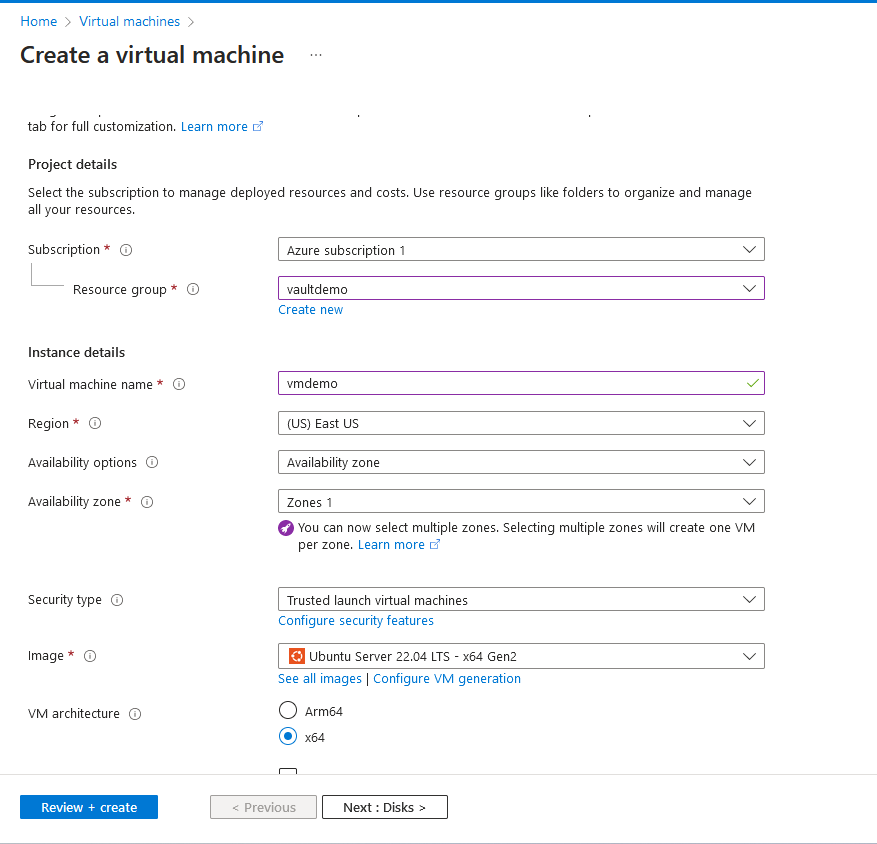 Home > Virtual machines >
Create a virtual machine ...
tab for full customization. Learn more
Project details
Select the subscription to manage deployed resources and costs. Use resource groups like folders to organize and manage
all your resources.
Subscription *
Azure subscription 1
Resource group *
vaultdemo
Create new
Instance details
Virtual machine name *
vmdemo
Region *
(US) East US
Availability options
Availability zone
Availability zone *
Zones 1
You can now select multiple zones. Selecting multiple zones will create one VM
per zone. Learn more
Security type
Trusted launch virtual machines
Configure security features
Image *
Ubuntu Server 22.04 LTS - x64 Gen2
See all images | Configure VM generation
VM architecture
Arm64
x64
Review + create
< Previous
Next : Disks >